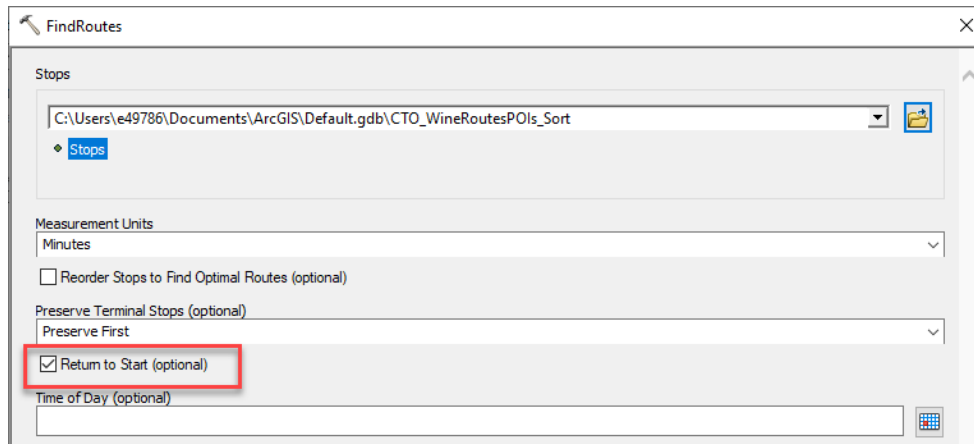 FindRoutes
Stops
C:\Users\e49786\Documents\ArcGIS\Default.gdb\CTO_WineRoutesPOIs_Sort
Stops
Measurement Units
Minutes
Reorder Stops to Find Optimal Routes (optional)
Preserve Terminal Stops (optional)
Preserve First
Return to Start (optional)
Time of Day (optional)